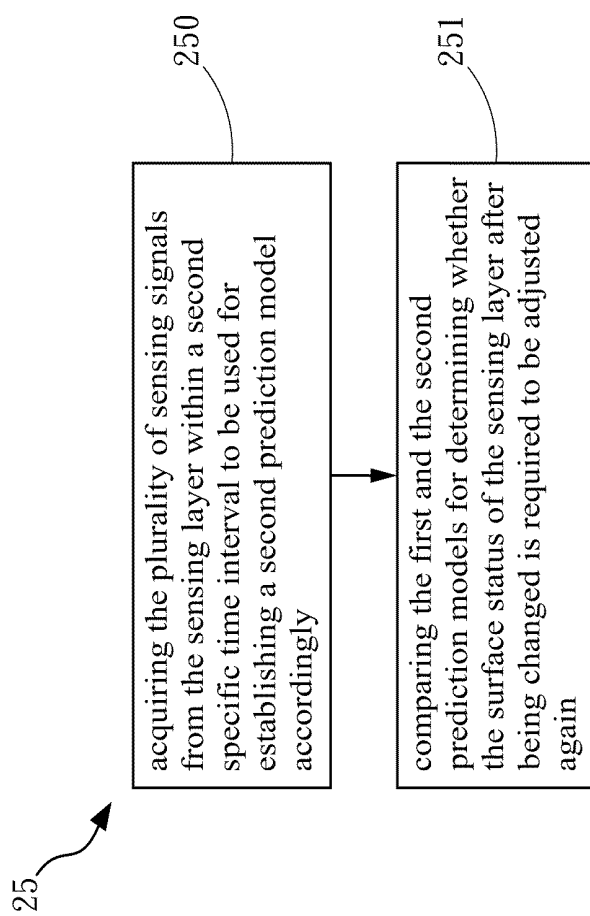 25
250
acquiring the plurality of sensing signals
from the sensing layer within a second
specific time interval to be used for
establishing a second prediction model
accordingly
251
comparing the first and the second
prediction models for determining whether
the surface status of the sensing layer after
being changed is required to be adjusted
again